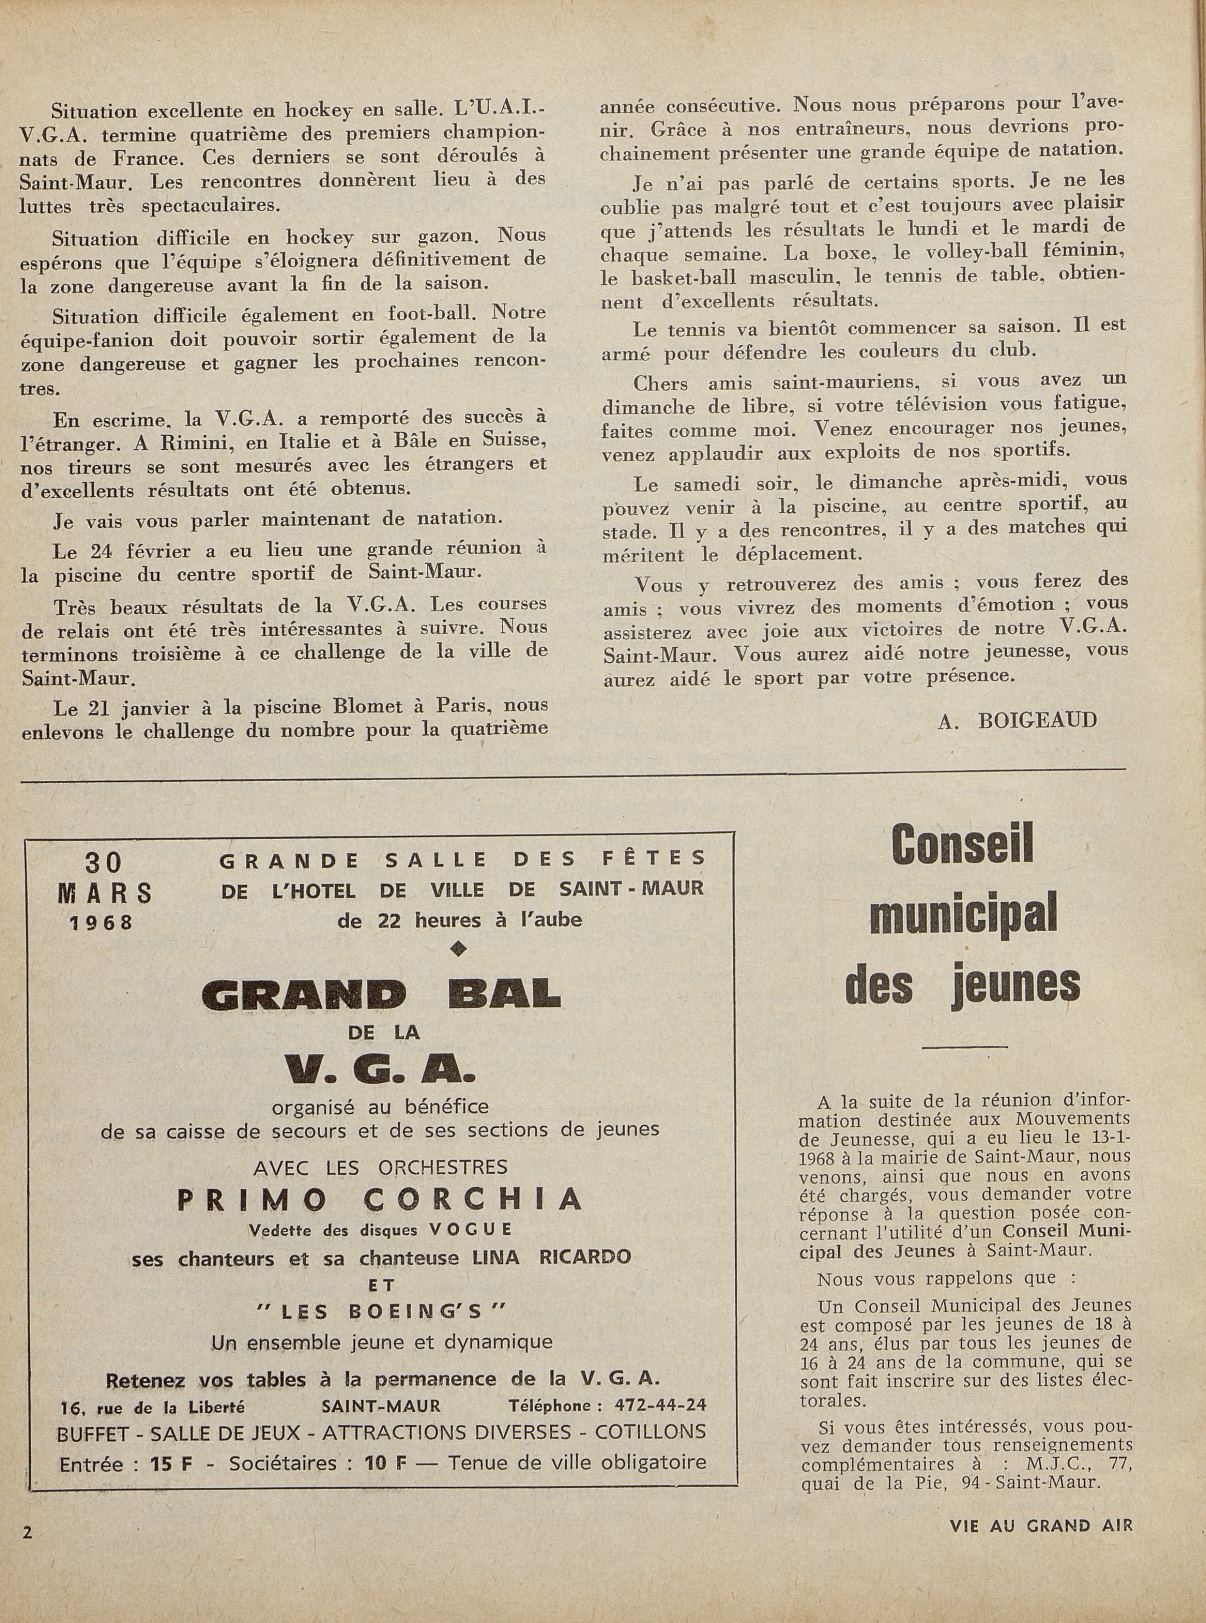 Situation excellente en hockey en salle. L'U.A.I.-
V.G.A. termine quatrième des premiers champion-
nats de France. Ces derniers se sont déroulés à
Saint-Maur. Les rencontres donnèrent lieu à des
luttes très spectaculaires.
Situation difficile en hockey sur gazon. Nous
espérons que l'équipe s'éloignera définitivement de
la zone dangereuse avant la fin de la saison.
Situation difficile également en foot-ball. Notre
équipe-fanion doit pouvoir sortir également de la
zone dangereuse et gagner les prochaines rencon-
tres.
En escrime, la V.G.A. a remporté des succès à
l'étranger. A Rimini, en Italie et à Bâle en Suisse,
nos tireurs se sont mesurés avec les étrangers et
d'excellents résultats ont été obtenus.
Je vais vous parler maintenant de natation.
Le 24 février a eu lieu une grande réunion à
la piscine du centre sportif de Saint-Maur.
Très beaux résultats de la V.G.A. Les courses
de relais ont été très intéressantes à suivre. Nous
terminons troisième à ce challenge de la ville de
Saint-Maur.
Le 21 janvier à la piscine Blomet à Paris, nous
enlevons le challenge du nombre pour la quatrième
année consécutive. Nous nous préparons pour l'ave-
nir. Grâce à nos entraîneurs, nous devrions pro-
chainement présenter une grande équipe de natation.
Je n'ai pas parlé de certains sports. Je ne les
oublie pas malgré tout et c'est toujours avec plaisir
que j'attends les résultats le lundi et le mardi de
chaque semaine. La boxe, le volley-ball féminin,
le basket-ball masculin, le tennis de table, obtien-
nent d'excellents résultats.
Le tennis va bientôt commencer sa saison. Il est
armé pour défendre les couleurs du club.
Chers amis saint-mauriens, si vous avez un
dimanche de libre, si votre télévision vous fatigue,
faites comme moi. Venez encourager nos jeunes,
venez applaudir aux exploits de nos sportifs.
Le samedi soir, le dimanche après-midi, vous
pouvez venir à la piscine, au centre sportif, au
stade. Il y a des rencontres, il y a des matches qui
méritent le déplacement.
Vous y retrouverez des amis ; vous ferez des
amis ; vous vivrez des moments d'émotion ; vous
assisterez avec joie aux victoires de notre V.G.A.
Saint-Maur. Vous aurez aidé notre jeunesse, vous
aurez aidé le sport par votre présence.
A. BOIGEAUD
30
MARS
1968
GRANDE SALLE DES FÊTES
DE L'HOTEL DE VILLE DE SAINT-MAUR
de 22 heures à l'aube
GRAND BAL
DE LA
V. G. A.
organisé au bénéfice
de sa caisse de secours et de ses sections de jeunes
AVEC LES ORCHESTRES
PRIMO CORCHIA
Vedette des disques VOGUE
ses chanteurs et sa chanteuse LINA RICARDO
ET
"LES BOEING'S"
Un ensemble jeune et dynamique
Retenez vos tables à la permanence de la V. G. A.
16, rue de la Liberté SAINT-MAUR Téléphone : 472-44-24
BUFFET - SALLE DE JEUX - ATTRACTIONS DIVERSES - COTILLONS
Entrée : 15 F - Sociétaires : 10 F — Tenue de ville obligatoire
Conseil
municipal
des jeunes
A la suite de la réunion d'infor-
mation destinée aux Mouvements
de Jeunesse, qui a eu lieu le 13-1-
1968 à la mairie de Saint-Maur, nous
venons, ainsi que nous en avons
été chargés, vous demander votre
réponse à la question posée con-
cernant l'utilité d'un Conseil Muni-
cipal des Jeunes à Saint-Maur.
Nous vous rappelons que :
Un Conseil Municipal des Jeunes
est composé par les jeunes de 18 à
24 ans, élus par tous les jeunes de
16 à 24 ans de la commune, qui se
sont fait inscrire sur des listes élec-
torales.
Si vous êtes intéressés, vous pou-
vez demander tous renseignements
complémentaires à : M.J.C., 77,
quai de la Pie, 94 - Saint-Maur.
2
VIE AU GRAND AIR